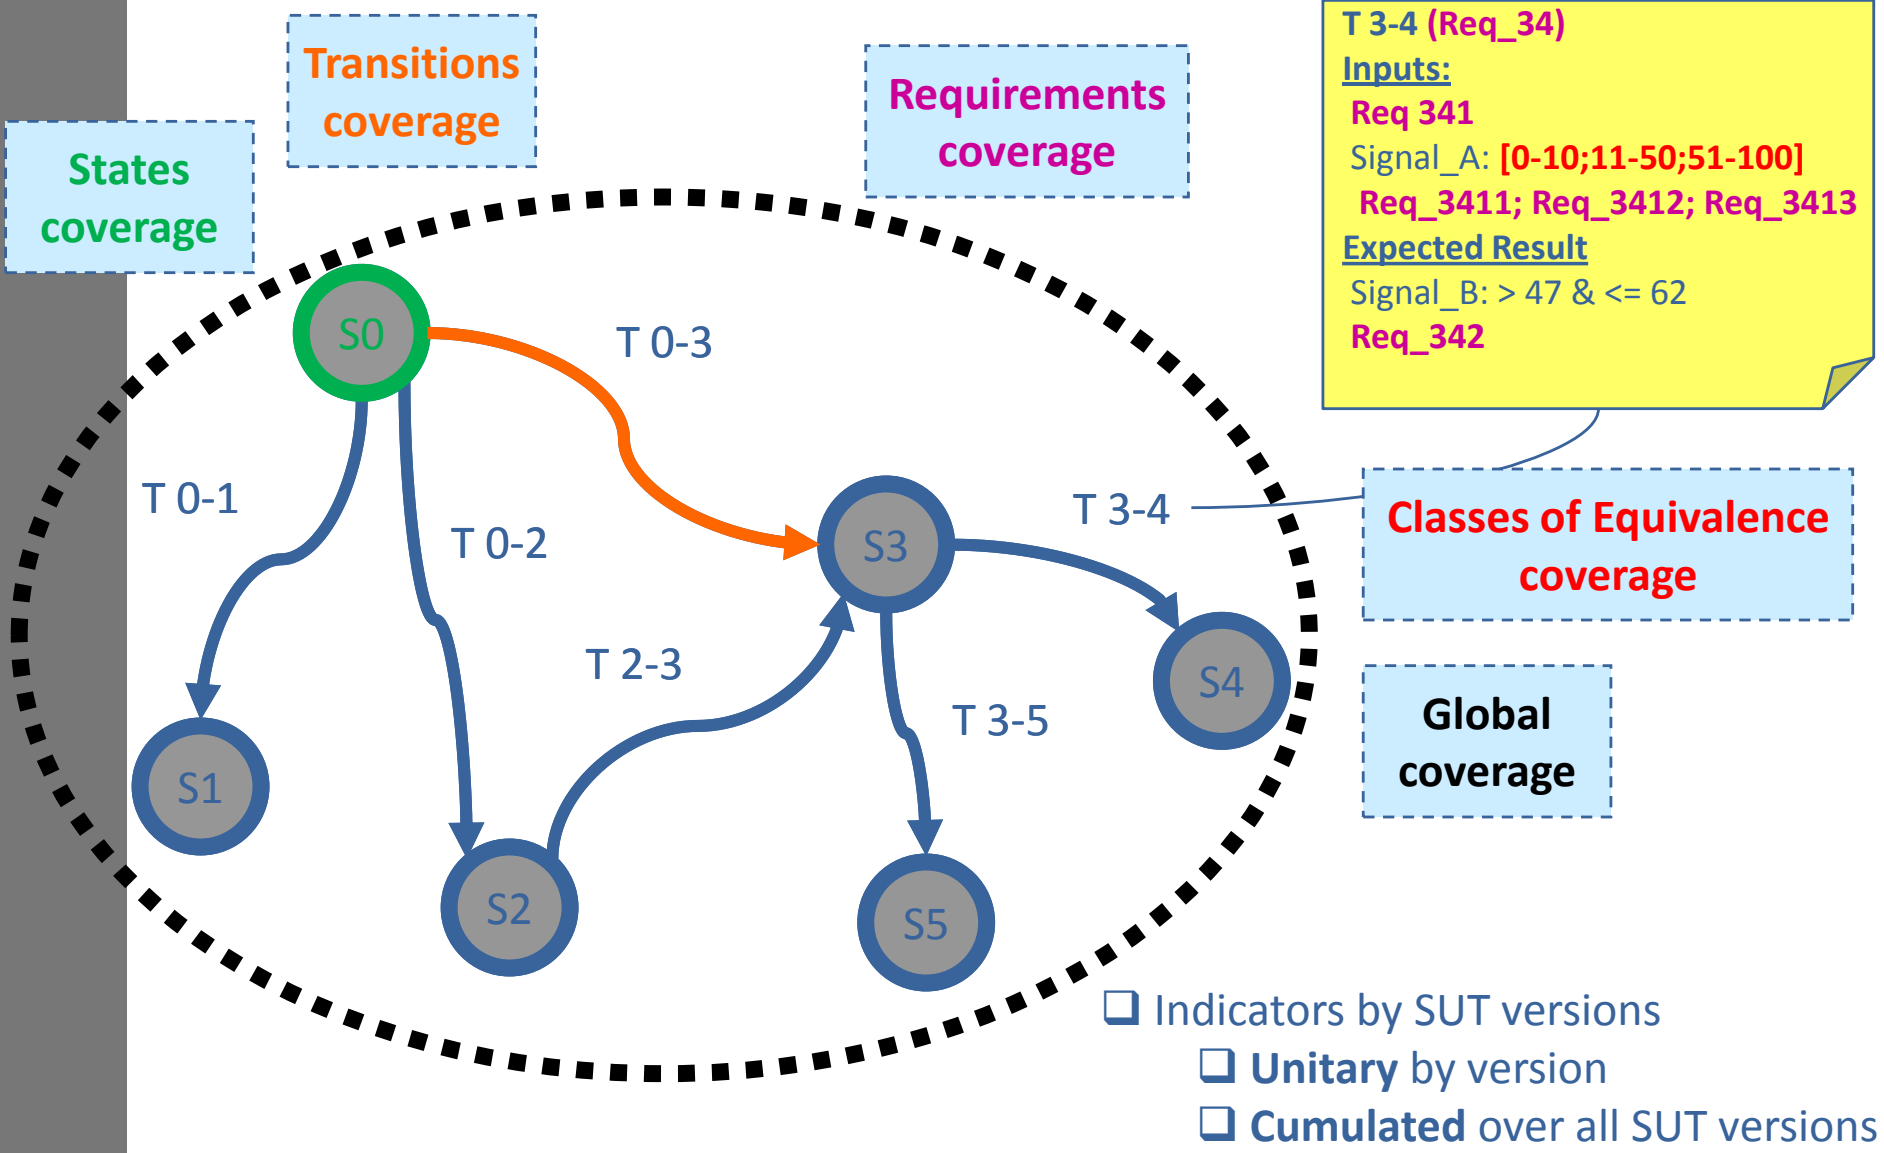 Transitions
coverage
Requirements
coverage
States
coverage
T 3-4 (Req_34)
Inputs:
Req 341
Signal_A: [0-10;11-50;51-100]
Req_3411; Req_3412; Req_3413
Expected Result
Signal_B: > 47 & <= 62
Req_342
S0
T 0-3
T 0-1
T 0-2
S3
T 3-4
Classes of Equivalence
coverage
T 2-3
S4
T 3-5
Global
coverage
S1
S2
S5
Indicators by SUT versions
Unitary by version
Cumulated over all SUT versions